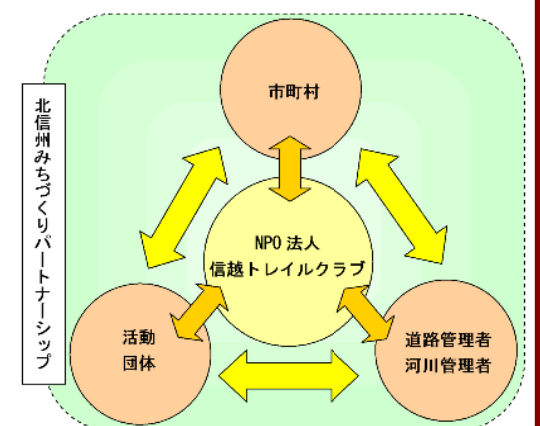 北信州みちづくりパートナーシップ
市町村
NPO法人
信越トレイルクラブ
活動
団体
道路管理者
河川管理者